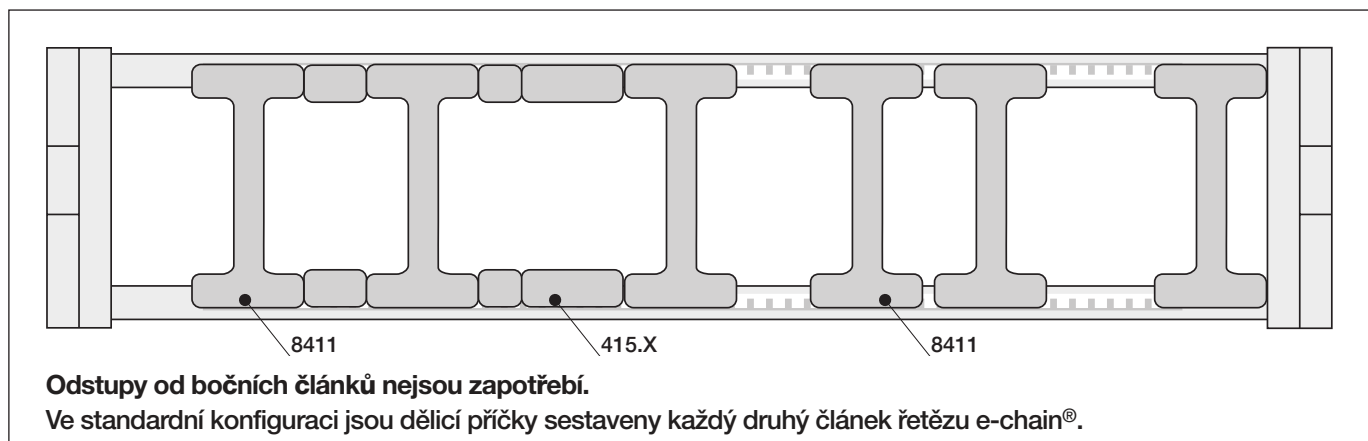 8411 415.X 8411
Odstupy od bočních článků nejsou zapotřebí.
Ve standardní konfiguraci jsou dělicí příčky sestaveny každý druhý článek řetězu e-chain®.